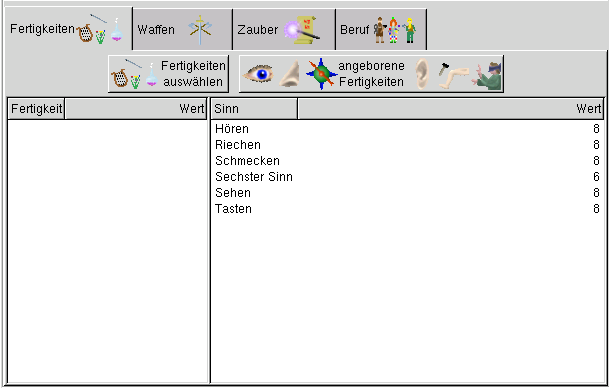 Fertigkeiten Waffen Zauber Beruf
Fertigkeiten auswählen
angeborene Fertigkeiten
Fertigkeit Wert
Sinn Wert
Hören 8
Riechen 8
Schmecken 8
Sechster Sinn 6
Sehen 8
Tasten 8